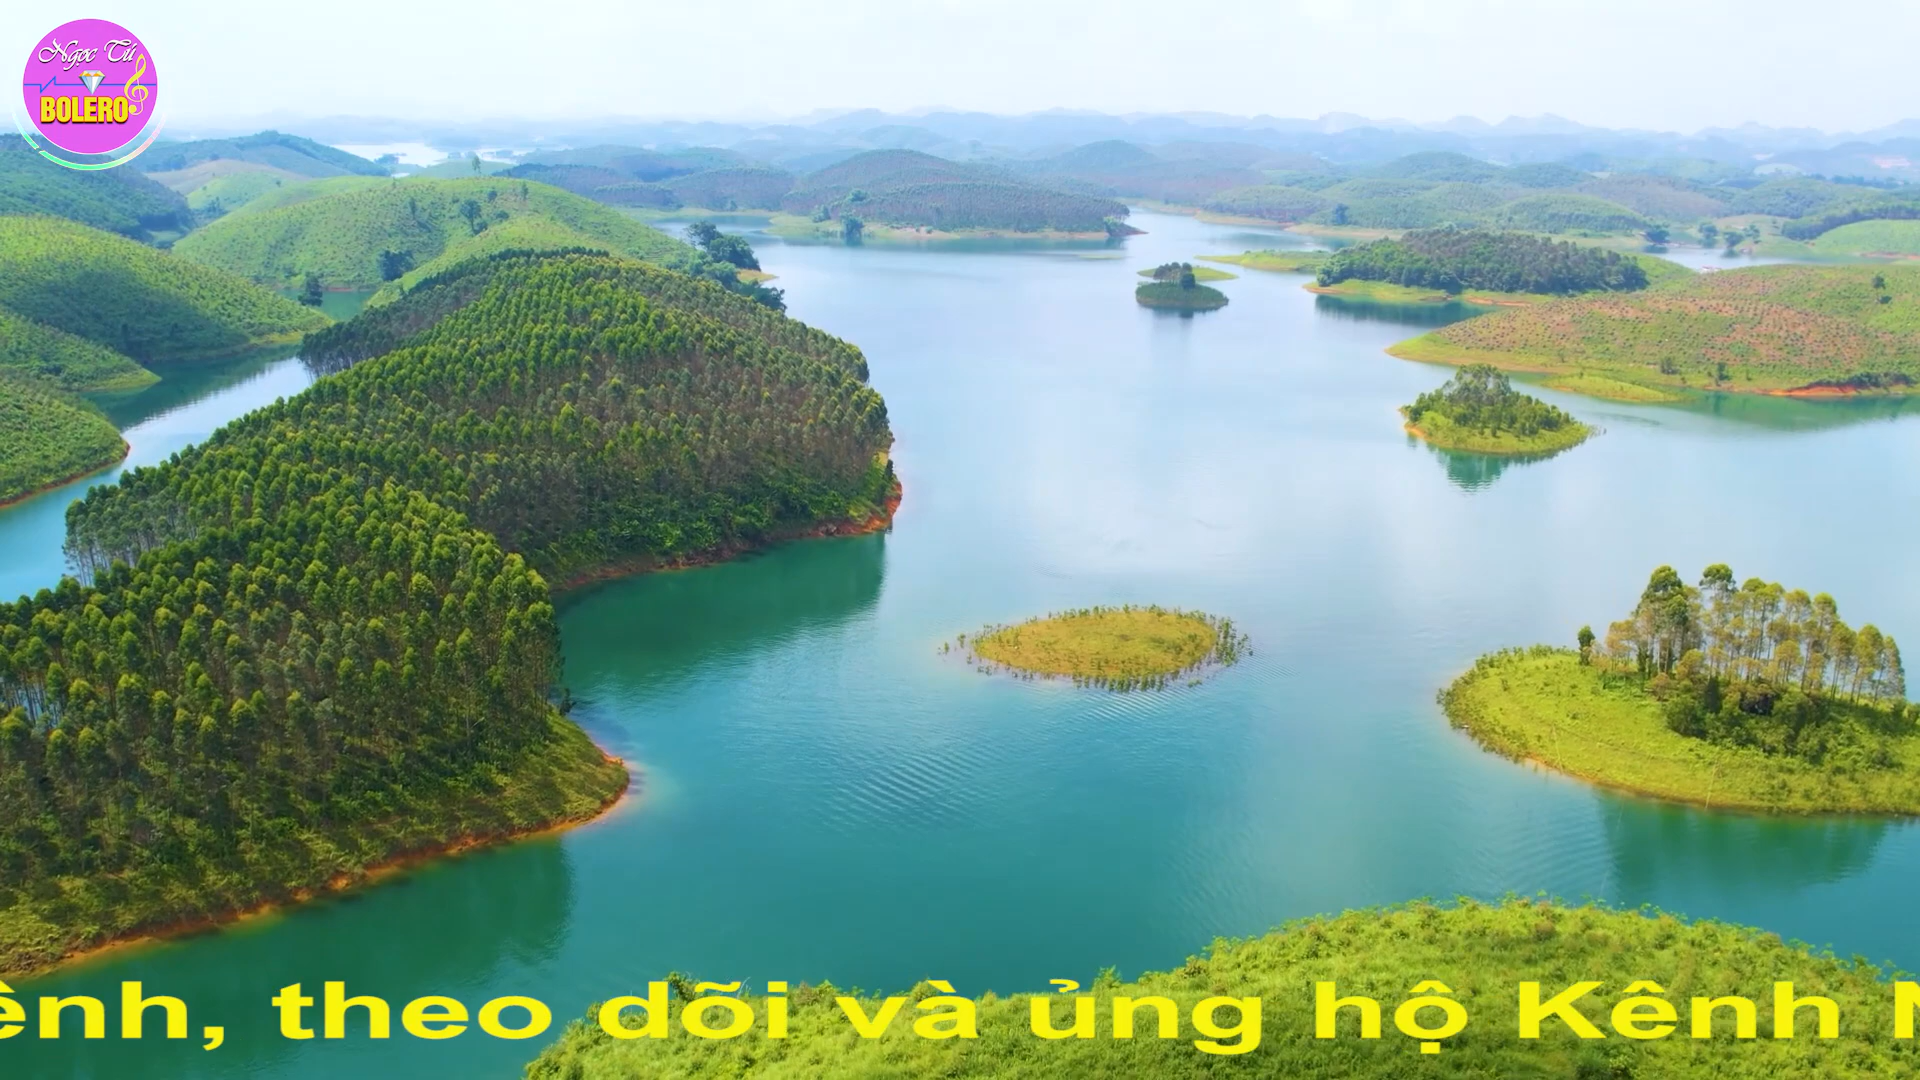 Ngọc Tú
BOLERO
ênh, theo dõi và ủng hộ Kênh N